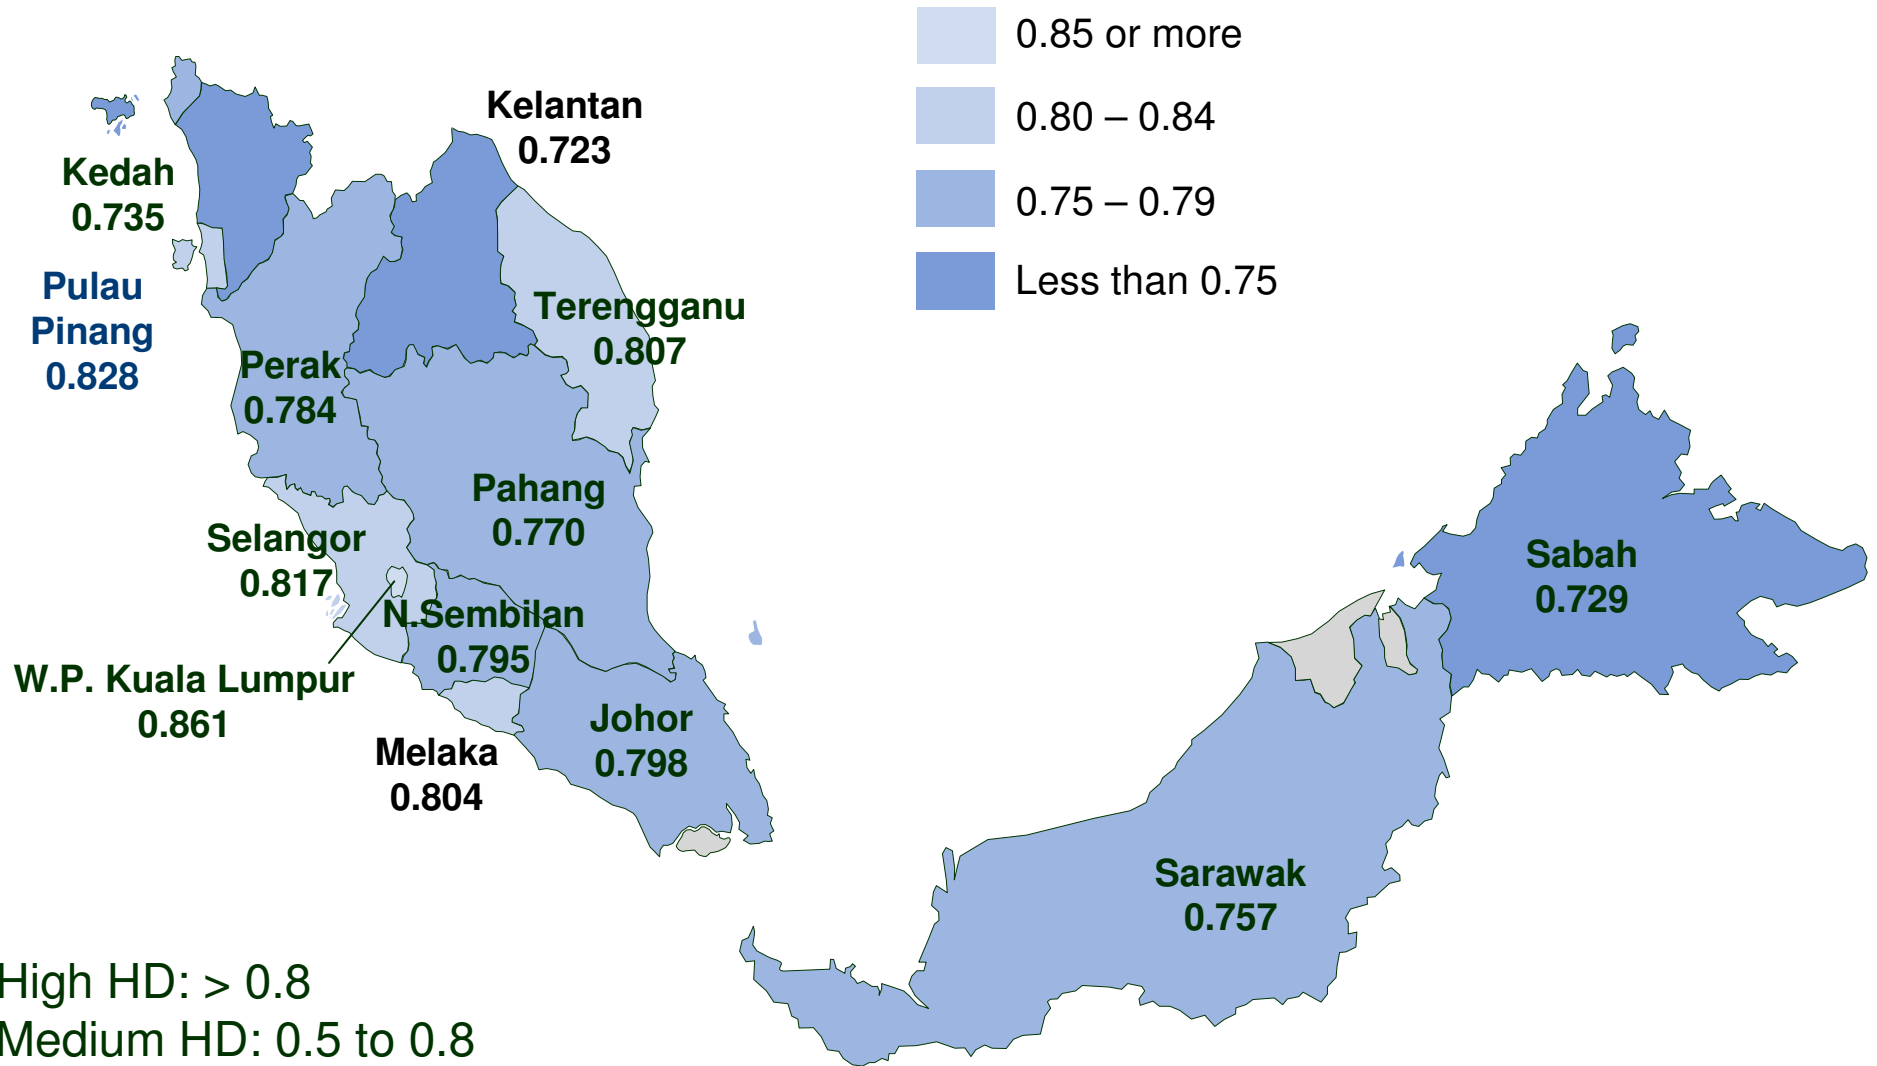 0.85 or more
0.80 – 0.84
0.75 – 0.79
Less than 0.75
Kelantan
0.723
Kedah
0.735
Pulau
Pinang
0.828
Terengganu
0.807
Perak
0.784
Pahang
0.770
Selangor
0.817
N.Sembilan
0.795
W.P. Kuala Lumpur
0.861
Melaka
0.804
Johor
0.798
Sabah
0.729
Sarawak
0.757
High HD: > 0.8
Medium HD: 0.5 to 0.8